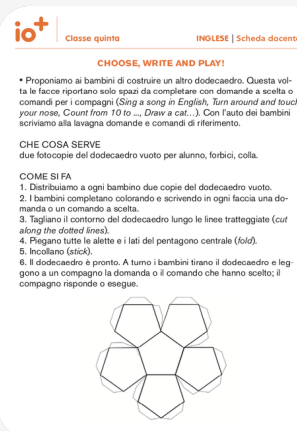 io+
Classe quinta
INGLESE | Scheda docente
CHOOSE, WRITE AND PLAY!
• Proponiamo ai bambini di costruire un altro dodecaedro. Questa vol-
ta le facce riportano solo spazi da completare con domande a scelta o
comandi per i compagni (Sing a song in English, Turn around and touch
your nose, Count from 10 to ..., Draw a cat…). Con l'aiuto dei bambini
scriviamo alla lavagna domande e comandi di riferimento.
CHE COSA SERVE
due fotocopie del dodecaedro vuoto per alunno, forbici, colla.
COME SI FA
1. Distribuiamo a ogni bambino due copie del dodecaedro vuoto.
2. I bambini completano colorando e scrivendo in ogni faccia una do-
manda o un comando a scelta.
3. Tagliano il contorno del dodecaedro lungo le linee tratteggiate (cut
along the dotted lines).
4. Piegano tutte le alette e i lati del pentagono centrale (fold).
5. Incollano (stick).
6. Il dodecaedro è pronto. A turno i bambini tirano il dodecaedro e leg-
gono a un compagno la domanda o il comando che hanno scelto; il
compagno risponde o esegue.